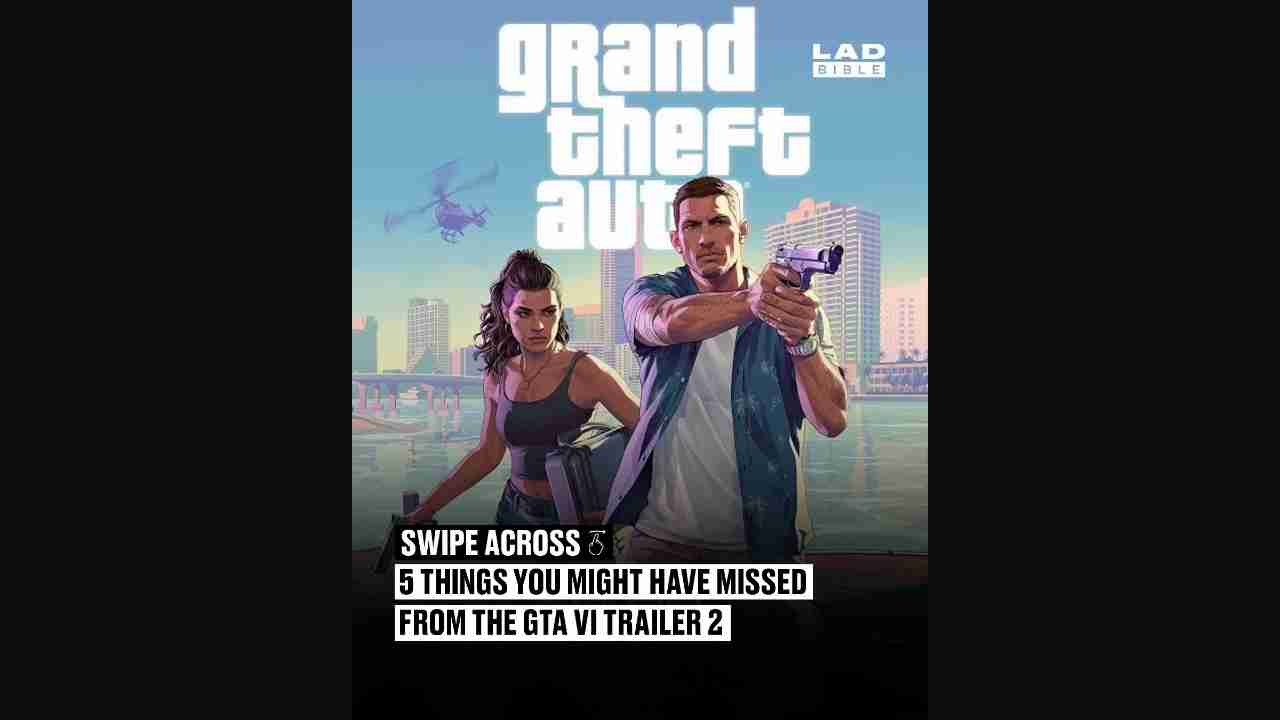 grand
theft
auto
LAD
BIBLE
SWIPE ACROSS
5 THINGS YOU MIGHT HAVE MISSED
FROM THE GTA VI TRAILER 2